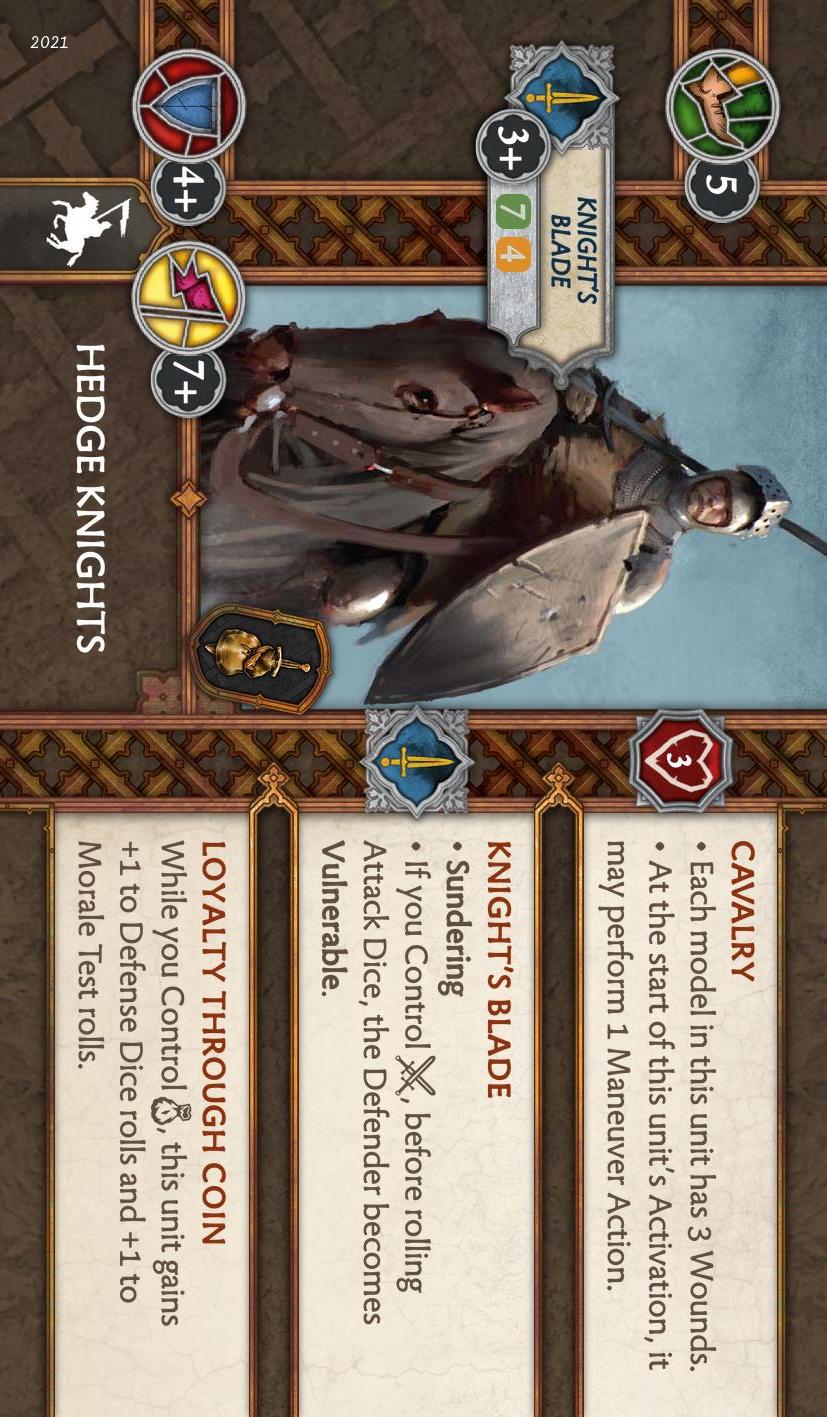 5
KNIGHT'S
BLADE
3+
7 4
4+
7+
HEDGE KNIGHTS
2021
3
CAVALRY
• Each model in this unit has 3 Wounds.
• At the start of this unit's Activation, it
may perform 1 Maneuver Action.
KNIGHT'S BLADE
• Sundering
• If you Control , before rolling
Attack Dice, the Defender becomes
Vulnerable.
LOYALTY THROUGH COIN
While you Control , this unit gains
+1 to Defense Dice rolls and +1 to
Morale Test rolls.